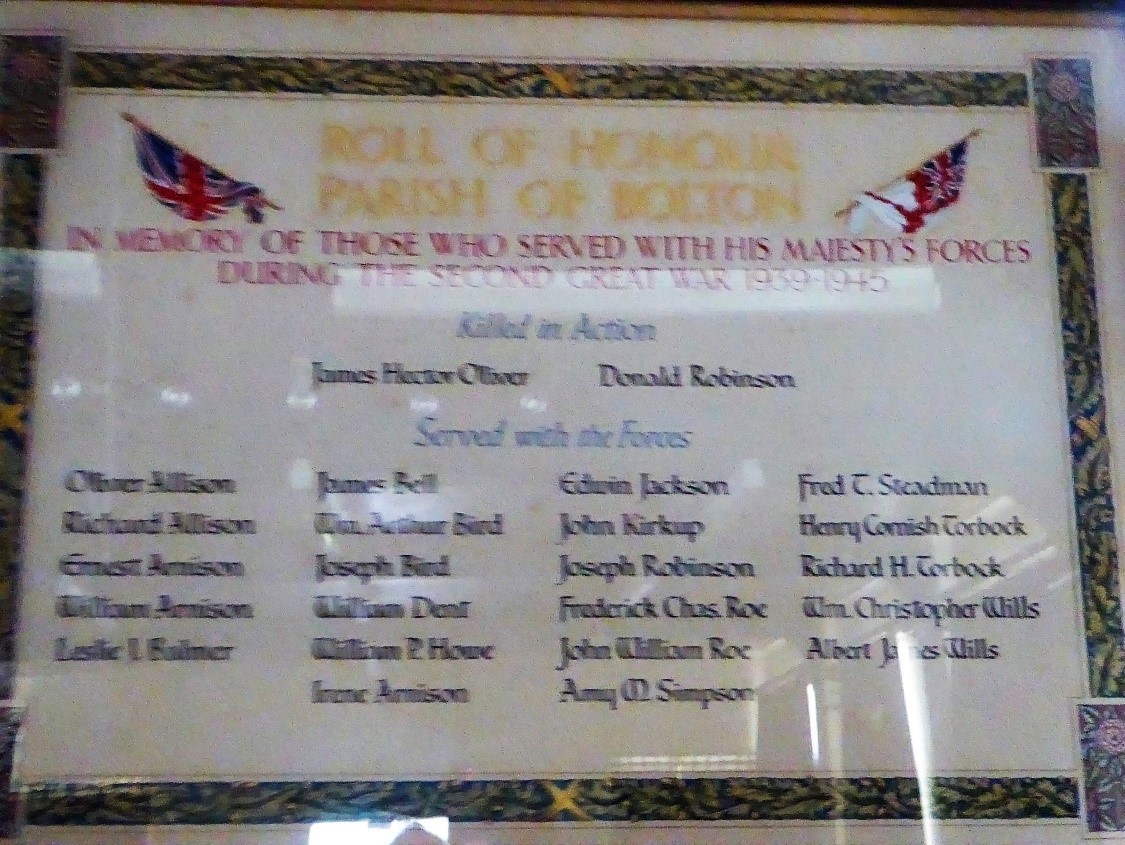 ROLL OF HONOUR
PARISH OF BOLTON
IN MEMORY OF THOSE WHO SERVED WITH HIS MAJESTY'S FORCES
DURING THE SECOND GREAT WAR 1939-1945
Killed in Action
James Hector Oliver Donald Robinson
Served with the Forces
Oliver Allison James Bell Edwin Jackson Fred T. Steadman
Richard Allison Wm. Arthur Bird John Kirkup Henry Cornish Torbock
Ernest Arnison Joseph Bird Joseph Robinson Richard H. Torbock
William Arnison William Dent Frederick Chas. Roe Wm. Christopher Wills
Leslie William P. Howe John William Roe Albert James Wills
Irene Arnison Amy M. Simpson